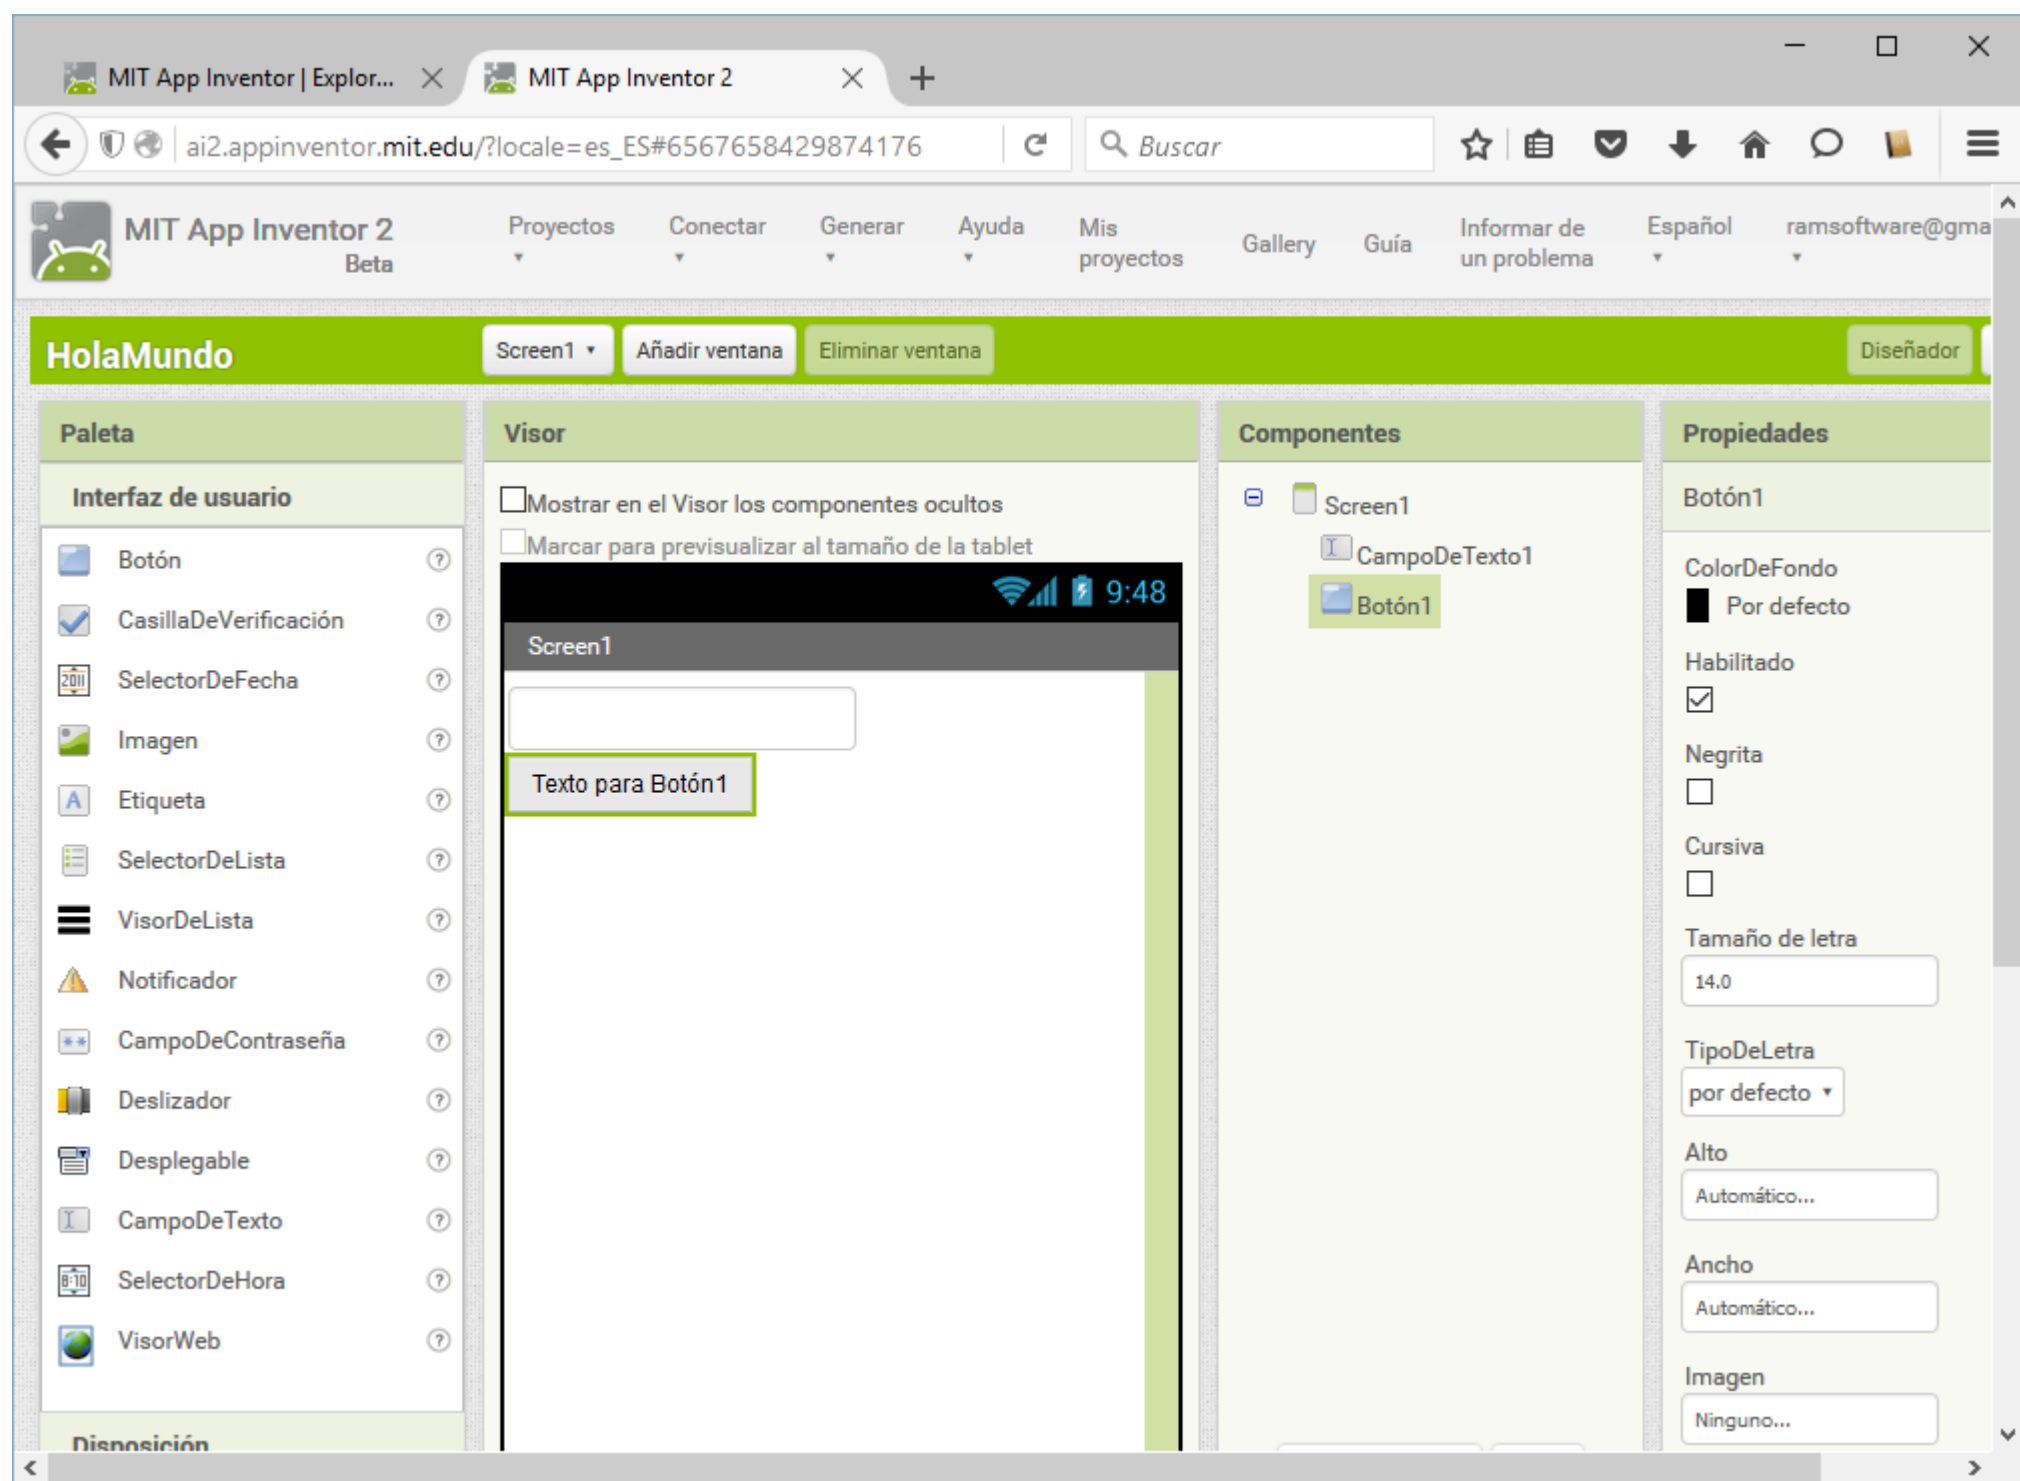 MIT App Inventor | Explor...
MIT App Inventor 2
ai2.appinventor.mit.edu/?locale=es_ES#6567658429874176
Buscar
MIT App Inventor 2
Beta
Proyectos
Conectar
Generar
Ayuda
Mis
proyectos
Gallery
Guía
Informar de
un problema
Español
ramsoftware@gma
HolaMundo
Screen1
Añadir ventana
Eliminar ventana
Diseñador
Paleta
Interfaz de usuario
Botón
CasillaDeVerificación
2011
SelectorDeFecha
Imagen
A
Etiqueta
SelectorDeLista
VisorDeLista
Notificador
CampoDeContraseña
Deslizador
Desplegable
CampoDeTexto
8:10
SelectorDeHora
VisorWeb
Disposición
Visor
Mostrar en el Visor los componentes ocultos
Marcar para previsualizar al tamaño de la tablet
9:48
Screen1
Texto para Botón1
Componentes
Screen1
CampoDeTexto1
Botón1
Propiedades
Botón1
ColorDeFondo
Por defecto
Habilitado
Negrita
Cursiva
Tamaño de letra
14.0
TipoDeLetra
por defecto
Alto
Automático...
Ancho
Automático...
Imagen
Ninguno...